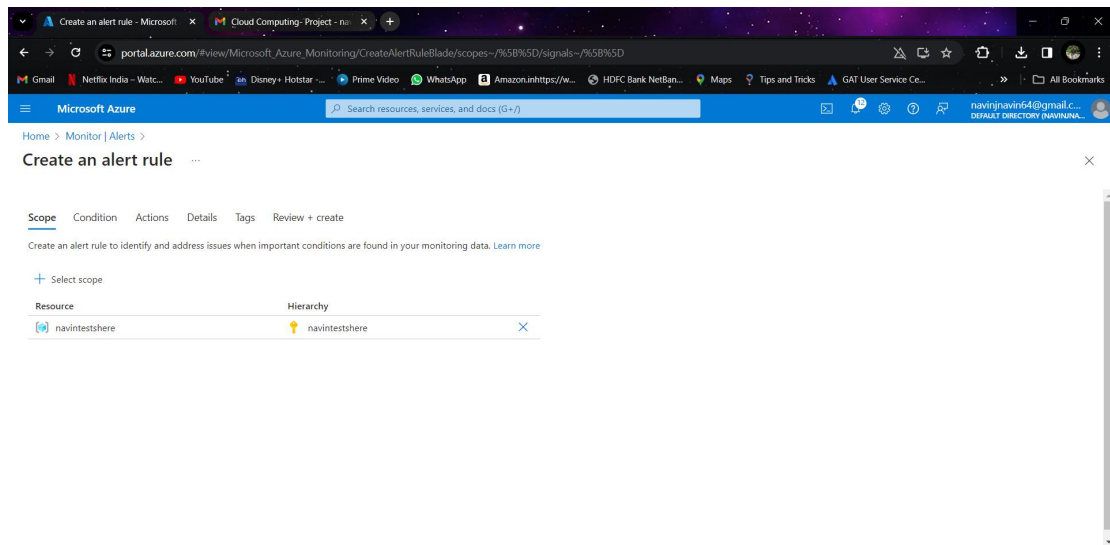 Create an alert rule - Microsoft
Cloud Computing- Project - nav
portal.azure.com/#view/Microsoft_Azure_Monitoring/CreateAlertRuleBlade/scopes~/%5B%5D/signals~/%5B%5D
Gmail Netflix India – Watc... YouTube Disney+ Hotstar -... Prime Video WhatsApp Amazon.inhttps://w... HDFC Bank NetBan... Maps Tips and Tricks GAT User Service Ce... » All Bookmarks
Microsoft Azure
Search resources, services, and docs (G+/)
12
navinjnavin64@gmail.c...
DEFAULT DIRECTORY (NAVINJNA...
Home > Monitor | Alerts >
Create an alert rule ...
Scope Condition Actions Details Tags Review + create
Create an alert rule to identify and address issues when important conditions are found in your monitoring data. Learn more
+ Select scope
Resource Hierarchy
navintestshere navintestshere